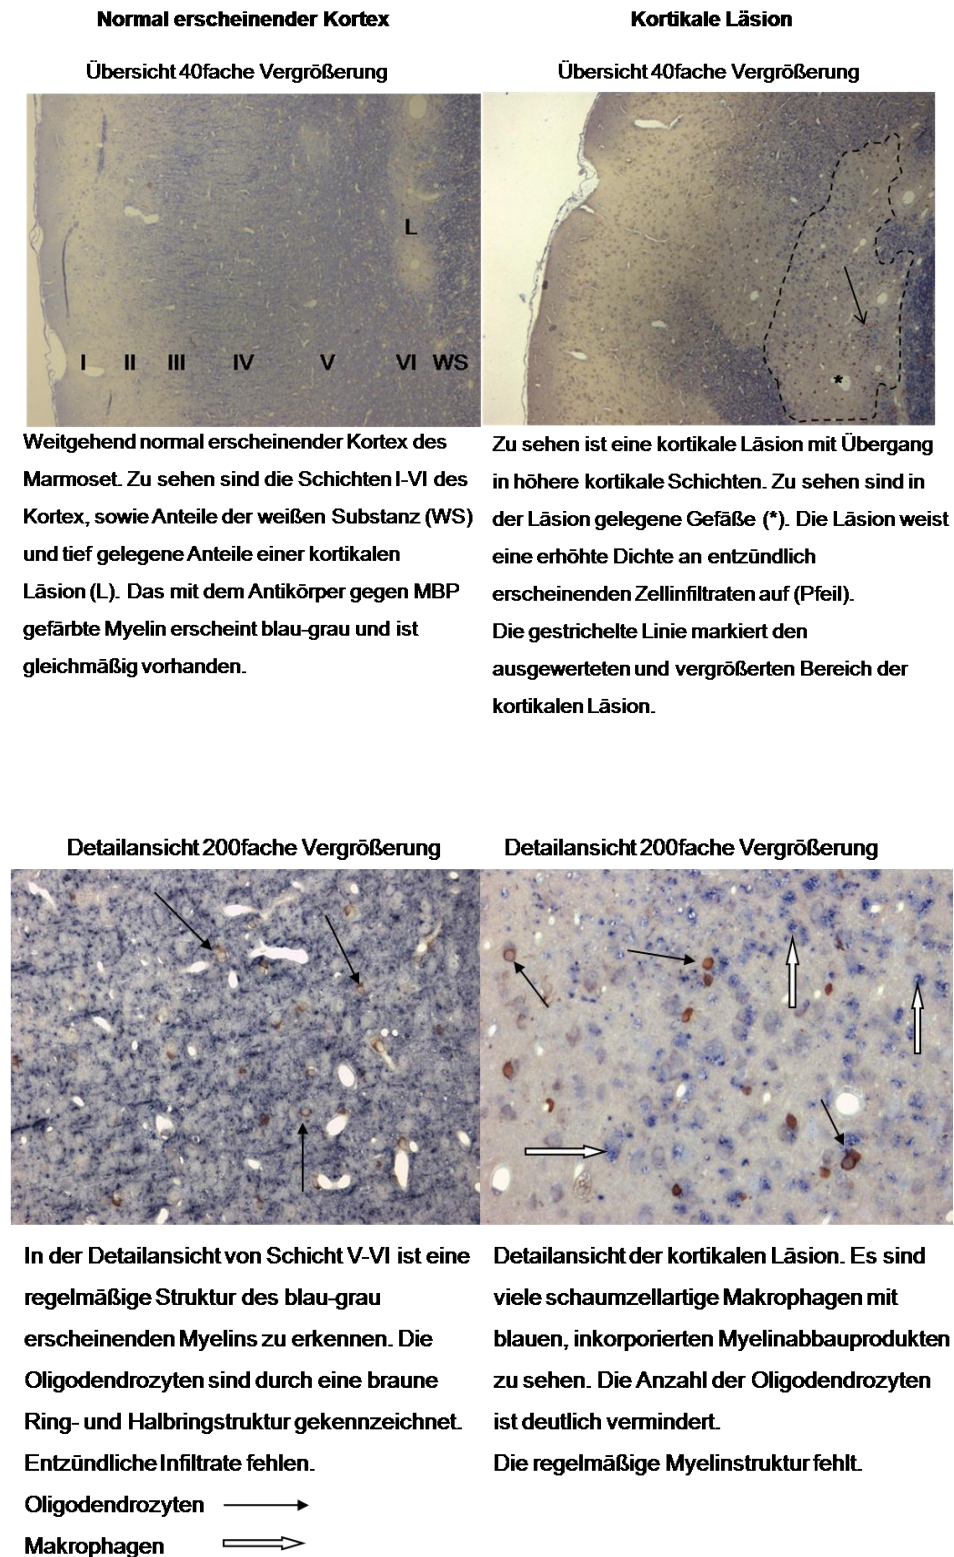 Normal erscheinender Kortex
Kortikale Läsion
Übersicht 40fache Vergrößerung
Übersicht 40fache Vergrößerung
L
I II III IV V VI WS
*
Weitgehend normal erscheinender Kortex des
Marmoset. Zu sehen sind die Schichten I-VI des
Kortex, sowie Anteile der weißen Substanz (WS)
und tief gelegene Anteile einer kortikalen
Läsion (L). Das mit dem Antikörper gegen MBP
gefärbte Myelin erscheint blau-grau und ist
gleichmäßig vorhanden.
Zu sehen ist eine kortikale Läsion mit Übergang
in höhere kortikale Schichten. Zu sehen sind in
der Läsion gelegene Gefäße (*). Die Läsion weist
eine erhöhte Dichte an entzündlich
erscheinenden Zellinfiltraten auf (Pfeil).
Die gestrichelte Linie markiert den
ausgewerteten und vergrößerten Bereich der
kortikalen Läsion.
Detailansicht 200fache Vergrößerung
Detailansicht 200fache Vergrößerung
In der Detailansicht von Schicht V-VI ist eine
regelmäßige Struktur des blau-grau
erscheinenden Myelins zu erkennen. Die
Oligodendrozyten sind durch eine braune
Ring- und Halbringstruktur gekennzeichnet.
Entzündliche Infiltrate fehlen.
Oligodendrozyten
Makrophagen
Detailansicht der kortikalen Läsion. Es sind
viele schaumzellartige Makrophagen mit
blauen, inkorporierten Myelinabbauprodukten
zu sehen. Die Anzahl der Oligodendrozyten
ist deutlich vermindert.
Die regelmäßige Myelinstruktur fehlt.